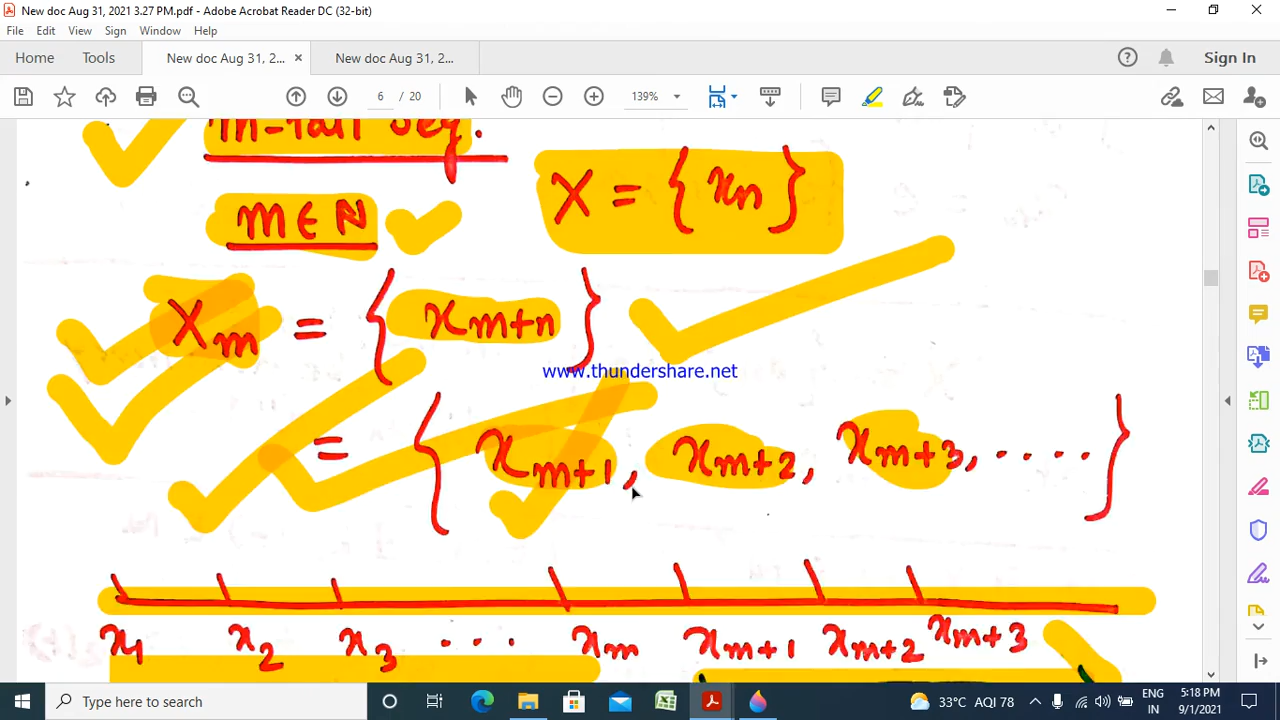 New doc Aug 31, 2021 3.27 PM.pdf - Adobe Acrobat Reader DC (32-bit)
File Edit View Sign Window Help
Home Tools New doc Aug 31, 2... × New doc Aug 31, 2... Sign In
6 / 20 139%
m-tail seq.
m ∈ N X = {xn}
Xm = {xm+n}
www.thundershare.net
= {xm+1, xm+2, xm+3, ....}
x1 x2 x3 ... xm xm+1 xm+2 xm+3
Type here to search
33°C AQI 78 ENG 5:18 PM
IN 9/1/2021